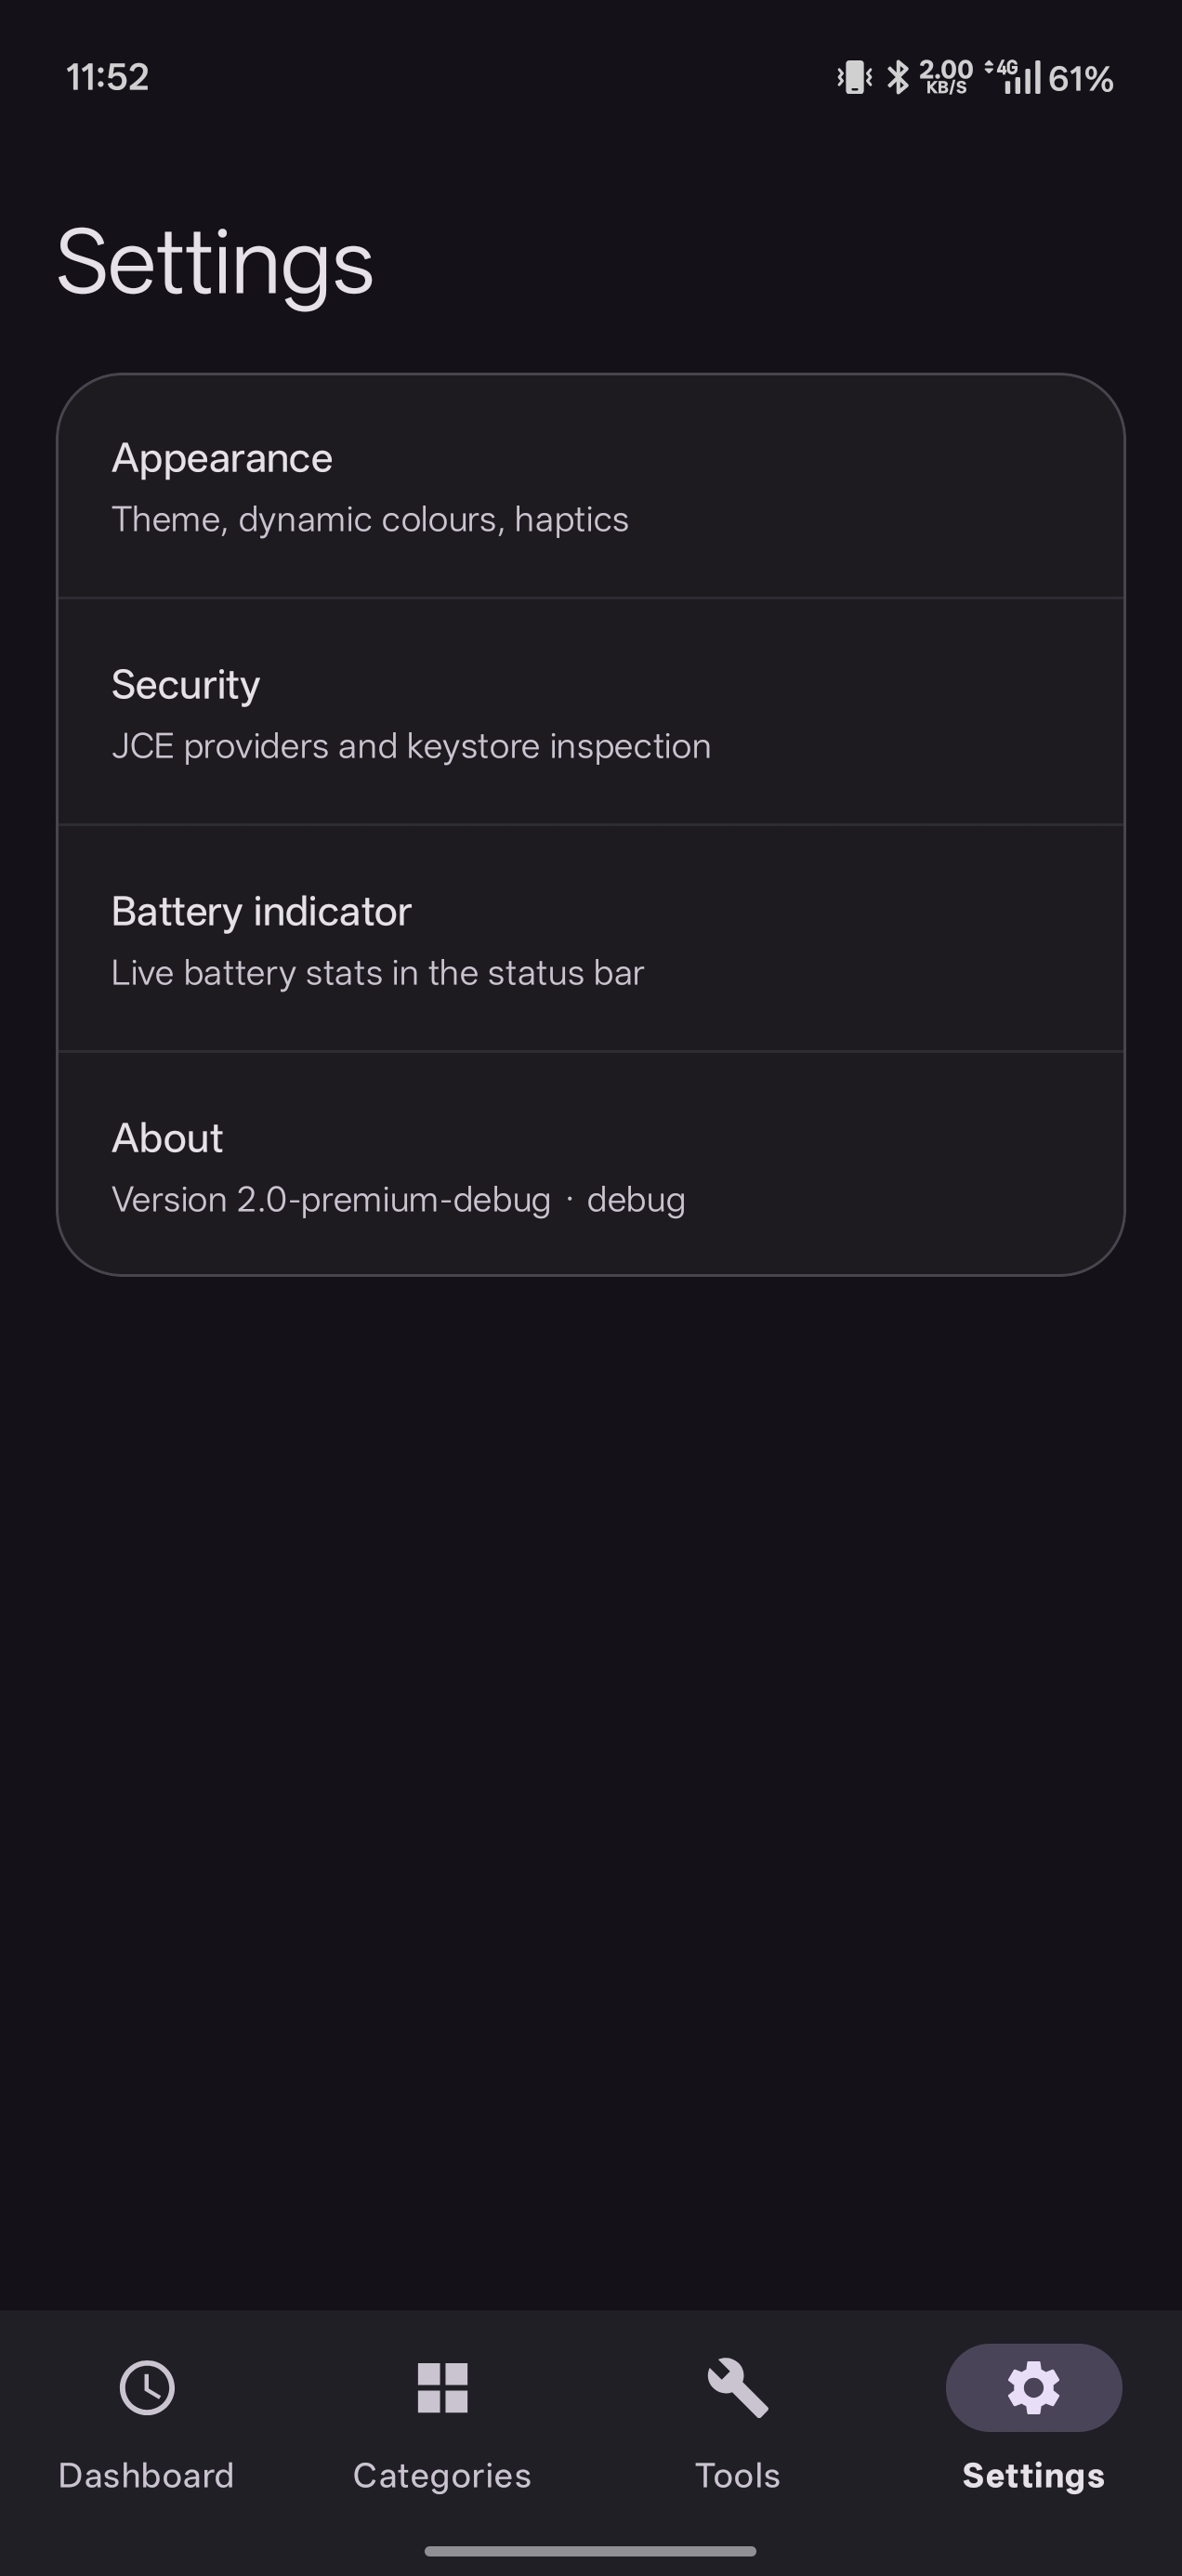 11:52
2.00 KB/S 4G 61%
Settings
Appearance
Theme, dynamic colours, haptics
Security
JCE providers and keystore inspection
Battery indicator
Live battery stats in the status bar
About
Version 2.0-premium-debug · debug
Dashboard Categories Tools Settings